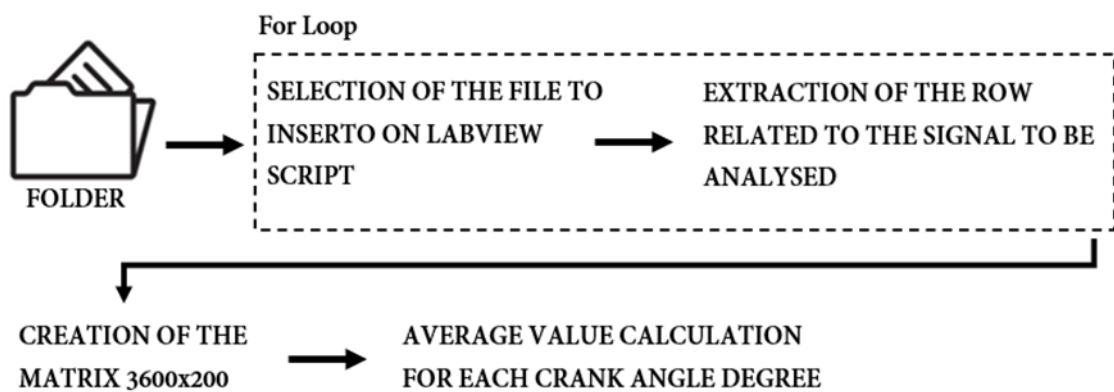 For Loop
SELECTION OF THE FILE TO
INSERTO ON LABVIEW
SCRIPT
EXTRACTION OF THE ROW
RELATED TO THE SIGNAL TO BE
ANALYSED
FOLDER
CREATION OF THE
MATRIX 3600x200
AVERAGE VALUE CALCULATION
FOR EACH CRANK ANGLE DEGREE